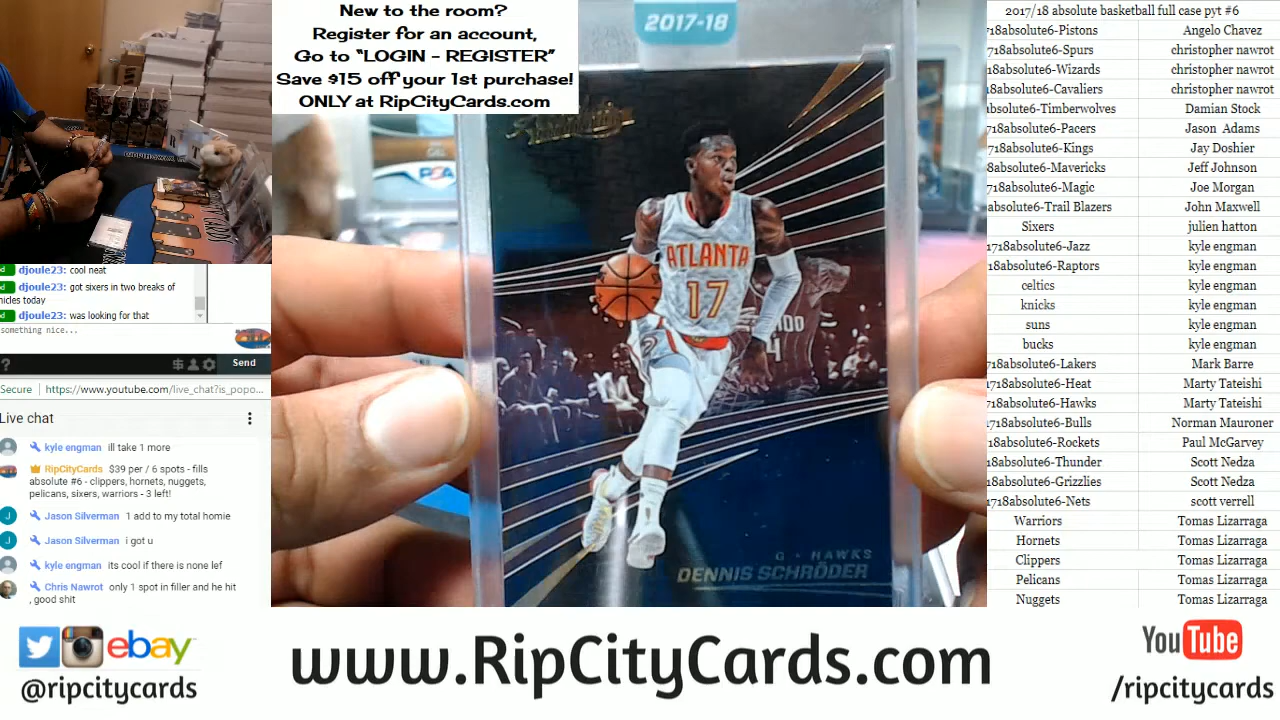 New to the room?
Register for an account,
Go to “LOGIN - REGISTER”
Save $15 off your 1st purchase!
ONLY at RipCityCards.com
2017-18
PSA
ATLANTA
17
G • HAWKS
DENNIS SCHRÖDER
djoule23: cool neat
djoule23: got sixers in two breaks of
nicles today
djoule23: was looking for that
something nice...
?
Send
Secure
https://www.youtube.com/live_chat?is_popo...
Live chat
kyle engman ill take 1 more
RipCityCards $39 per / 6 spots - fills
absolute #6 - clippers, hornets, nuggets,
pelicans, sixers, warriors - 3 left!
J Jason Silverman 1 add to my total homie
J Jason Silverman i got u
kyle engman its cool if there is none lef
Chris Nawrot only 1 spot in filler and he hit
, good shit
2017/18 absolute basketball full case pyt #6
718absolute6-Pistons Angelo Chavez
18absolute6-Spurs christopher nawrot
18absolute6-Wizards christopher nawrot
18absolute6-Cavaliers christopher nawrot
absolute6-Timberwolves Damian Stock
718absolute6-Pacers Jason Adams
718absolute6-Kings Jay Doshier
8absolute6-Mavericks Jeff Johnson
718absolute6-Magic Joe Morgan
absolute6-Trail Blazers John Maxwell
Sixers julien hatton
1718absolute6-Jazz kyle engman
18absolute6-Raptors kyle engman
celtics kyle engman
knicks kyle engman
suns kyle engman
bucks kyle engman
718absolute6-Lakers Mark Barre
718absolute6-Heat Marty Tateishi
718absolute6-Hawks Marty Tateishi
1718absolute6-Bulls Norman Mauroner
18absolute6-Rockets Paul McGarvey
18absolute6-Thunder Scott Nedza
18absolute6-Grizzlies Scott Nedza
1718absolute6-Nets scott verrell
Warriors Tomas Lizarraga
Hornets Tomas Lizarraga
Clippers Tomas Lizarraga
Pelicans Tomas Lizarraga
Nuggets Tomas Lizarraga
ebay
@ripcitycards
www.RipCityCards.com
YouTube
/ripcitycards